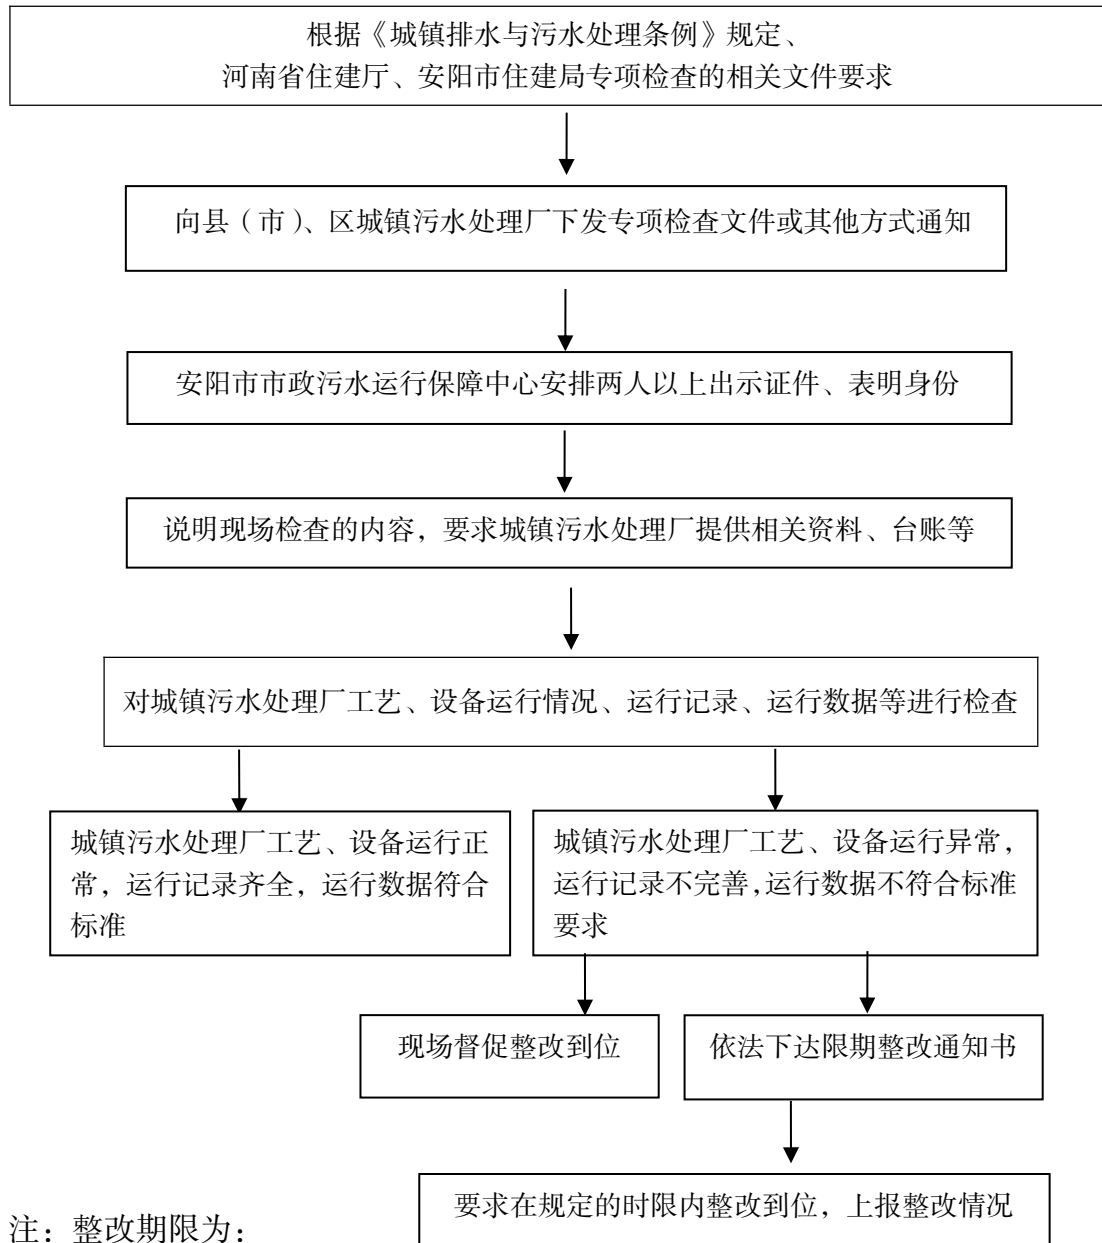 根据《城镇排水与污水处理条例》规定、
河南省住建厅、安阳市住建局专项检查的相关文件要求
向县（市）、区城镇污水处理厂下发专项检查文件或其他方式通知
安阳市市政污水运行保障中心安排两人以上出示证件、表明身份
说明现场检查的内容，要求城镇污水处理厂提供相关资料、台账等
对城镇污水处理厂工艺、设备运行情况、运行记录、运行数据等进行检查
城镇污水处理厂工艺、设备运行正
常，运行记录齐全，运行数据符合
标准
城镇污水处理厂工艺、设备运行异常，
运行记录不完善，运行数据不符合标准
要求
现场督促整改到位
依法下达限期整改通知书
要求在规定的时限内整改到位，上报整改情况
注：整改期限为：